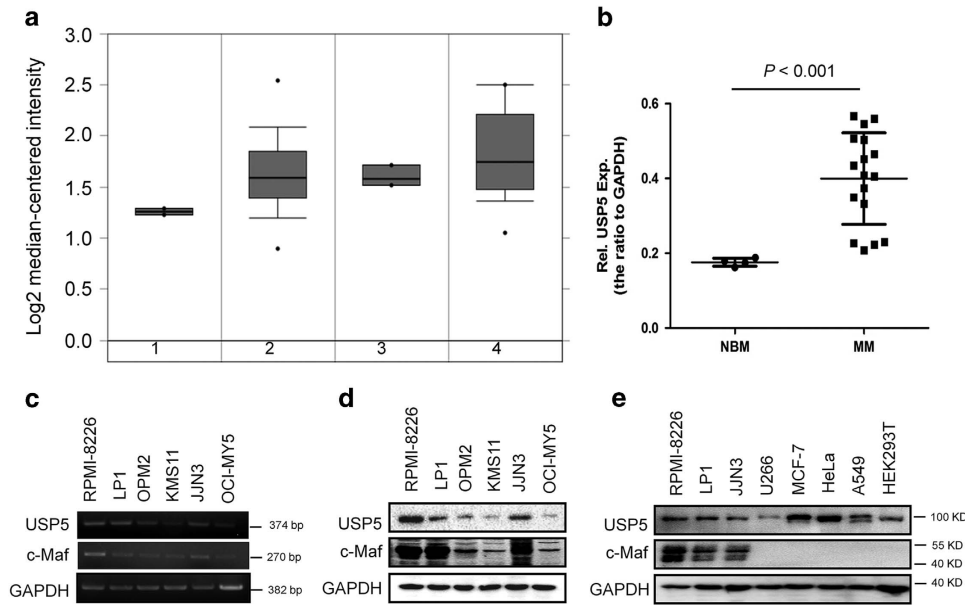 a
Log2 median-centered intensity
3.0
2.5
2.0
1.5
1.0
0.5
0.0
1 2 3 4
b
P < 0.001
Rel. USP5 Exp.
(the ratio to GAPDH)
0.6
0.4
0.2
0.0
NBM MM
c
RPMI-8226 LP1 OPM2 KMS11 JJN3 OCI-MY5
USP5 374 bp
c-Maf 270 bp
GAPDH 382 bp
d
RPMI-8226 LP1 OPM2 KMS11 JJN3 OCI-MY5
USP5
c-Maf
GAPDH
e
RPMI-8226 LP1 JJN3 U266 MCF-7 HeLa A549 HEK293T
USP5 100 KD
c-Maf 55 KD
40 KD
GAPDH 40 KD